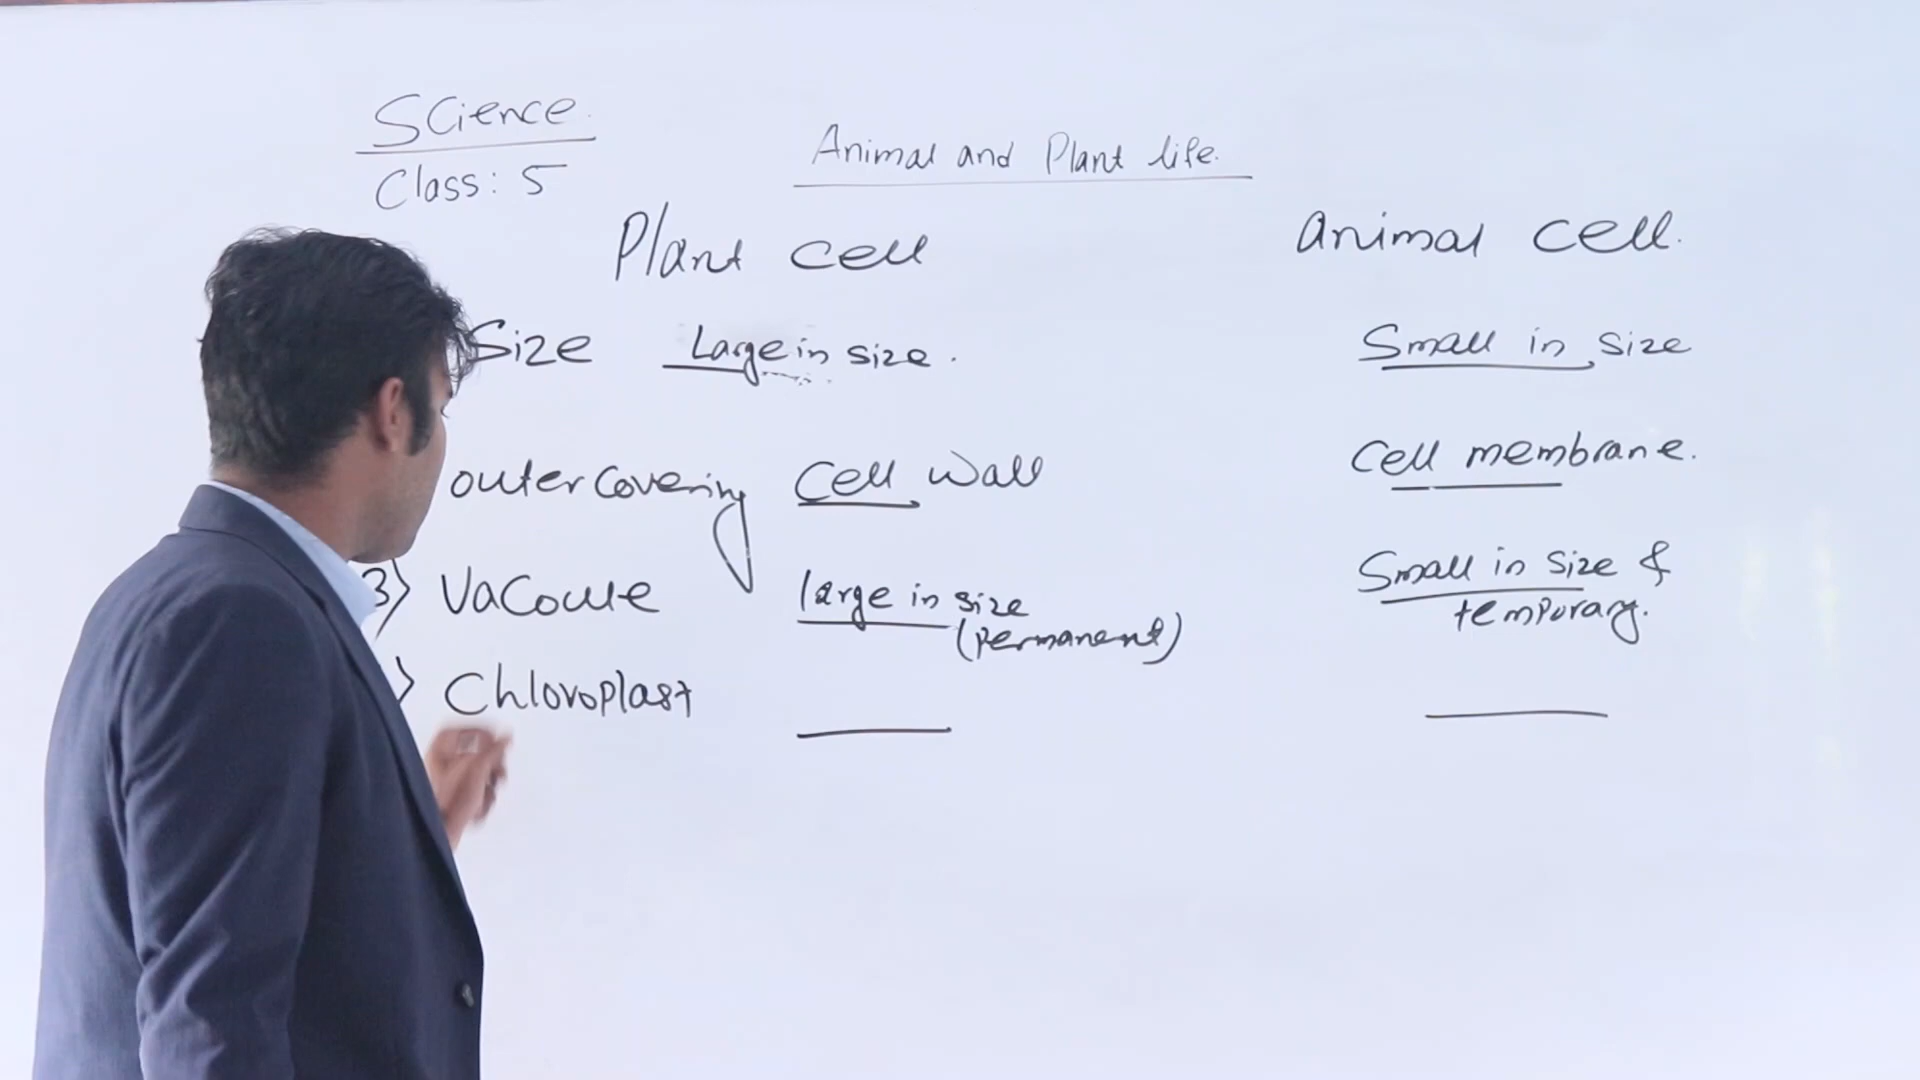 Science.
Class: 5
Animal and Plant life.
Plant cell
animal cell.
Size Large in size. Small in size
outer covering Cell Wall Cell membrane.
3) Vacoule large in size (permanent) Small in size & temporary.
) Chloroplast